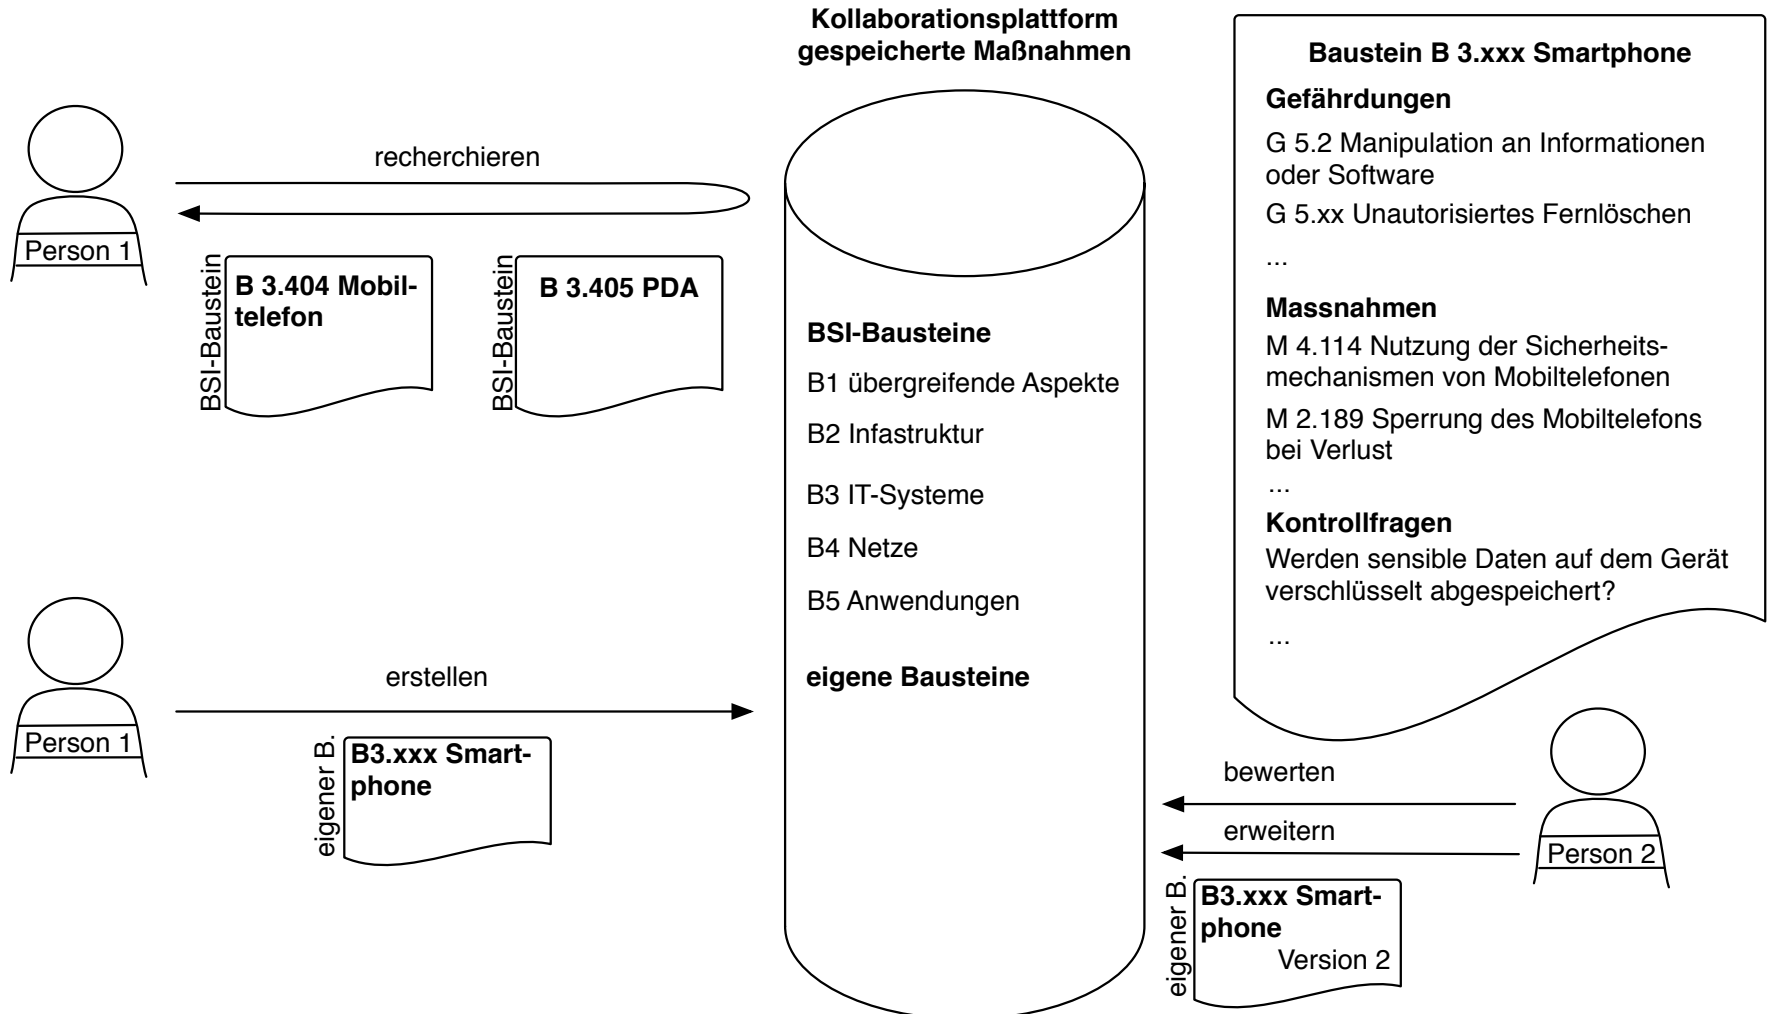 Kollaborationsplattform
gespeicherte Maßnahmen
recherchieren
Person 1
BSI-Baustein
B 3.404 Mobil-
telefon
BSI-Baustein
B 3.405 PDA
BSI-Bausteine
B1 übergreifende Aspekte
B2 Infastruktur
B3 IT-Systeme
B4 Netze
B5 Anwendungen
eigene Bausteine
erstellen
Person 1
eigener B.
B3.xxx Smart-
phone
Baustein B 3.xxx Smartphone
Gefährdungen
G 5.2 Manipulation an Informationen
oder Software
G 5.xx Unautorisiertes Fernlöschen
...
Massnahmen
M 4.114 Nutzung der Sicherheits-
mechanismen von Mobiltelefonen
M 2.189 Sperrung des Mobiltelefons
bei Verlust
...
Kontrollfragen
Werden sensible Daten auf dem Gerät
verschlüsselt abgespeichert?
...
bewerten
erweitern
Person 2
eigener B.
B3.xxx Smart-
phone
Version 2